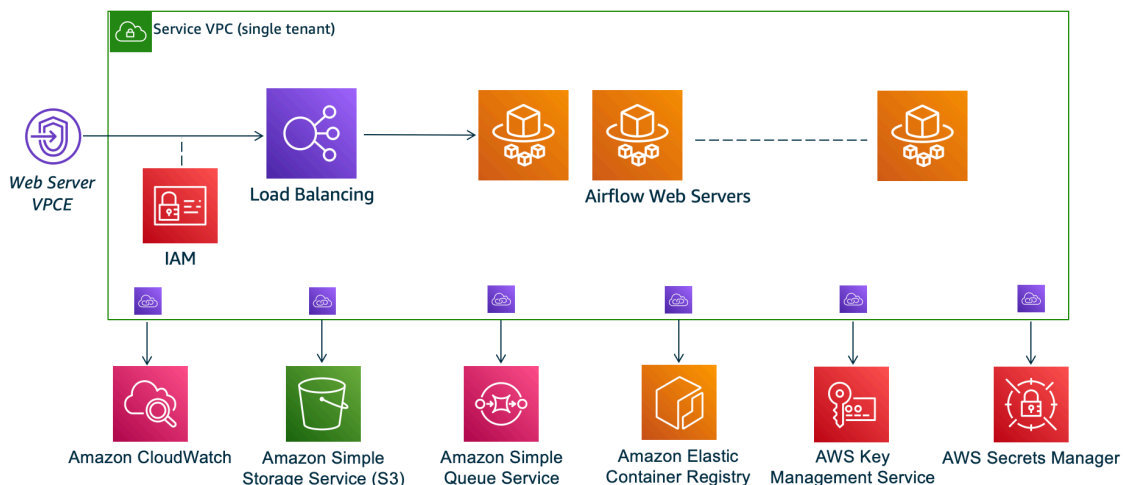 Service VPC (single tenant)
Web Server
VPCE
IAM
Load Balancing
Airflow Web Servers
Amazon CloudWatch
Amazon Simple
Storage Service (S3)
Amazon Simple
Queue Service
Amazon Elastic
Container Registry
AWS Key
Management Service
AWS Secrets Manager